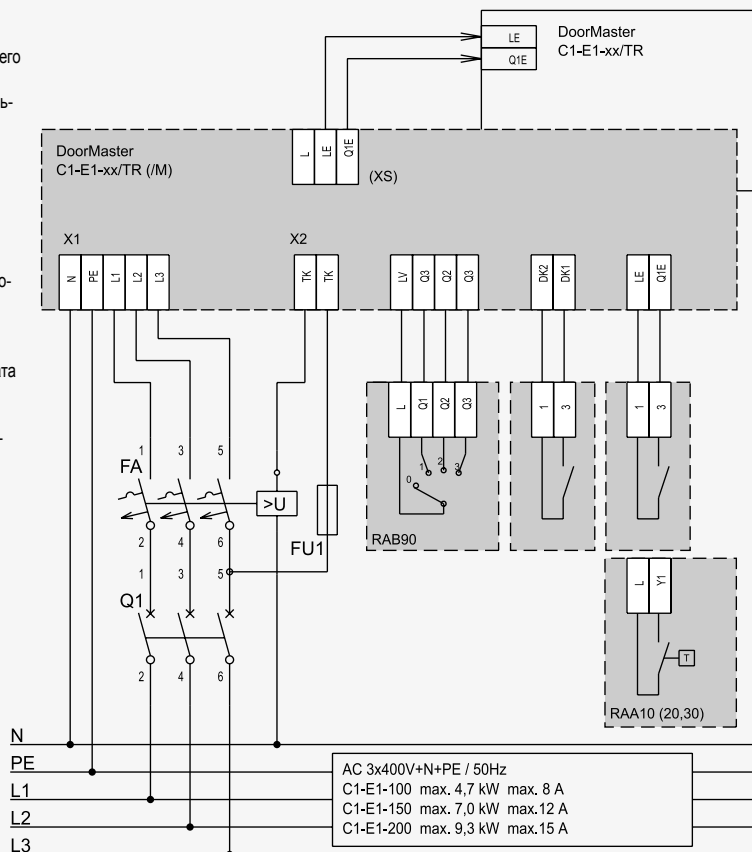 его
ь-
о-
ата
-
LE
Q1E
DoorMaster
C1-E1-xx/TR
DoorMaster
C1-E1-xx/TR (/M)
L
LE
Q1E
(XS)
X1
X2
N
PE
L1
L2
L3
TK
TK
LV
Q3
Q2
Q3
DK2
DK1
LE
Q1E
L
Q1
Q2
Q3
1
3
1
3
0
1
2
3
RAB90
1
3
5
FA
>U
FU1
2
4
6
1
3
5
Q1
2
4
6
L
Y1
T
RAA10 (20,30)
N
PE
L1
L2
L3
AC 3x400V+N+PE / 50Hz
C1-E1-100 max. 4,7 kW max. 8 A
C1-E1-150 max. 7,0 kW max.12 A
C1-E1-200 max. 9,3 kW max.15 A